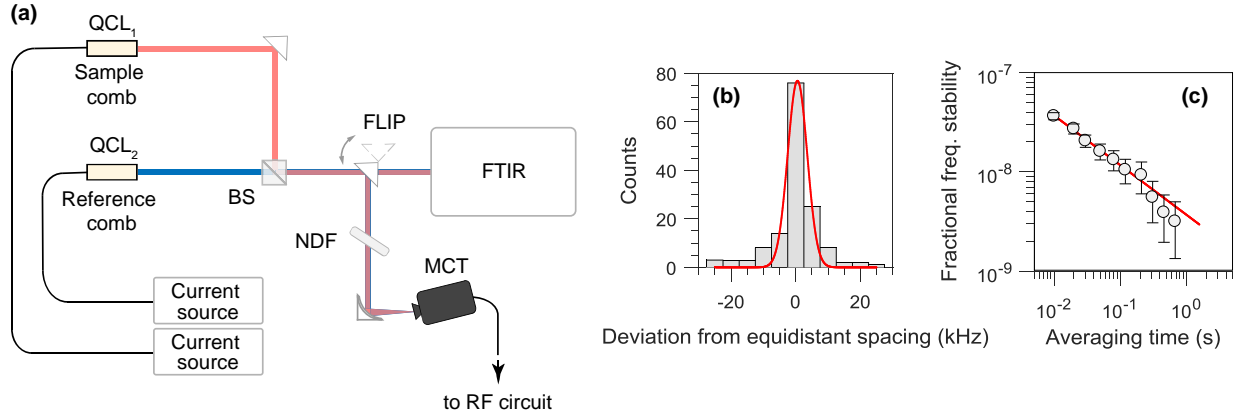 (a)
QCL1
Sample
comb
QCL2
Reference
comb
BS
FLIP
FTIR
NDF
MCT
Current
source
Current
source
to RF circuit
(b)
Counts
80
60
40
20
0
-20
0
20
Deviation from equidistant spacing (kHz)
(c)
Fractional freq. stability
10-7
10-8
10-9
10-2
10-1
100
Averaging time (s)